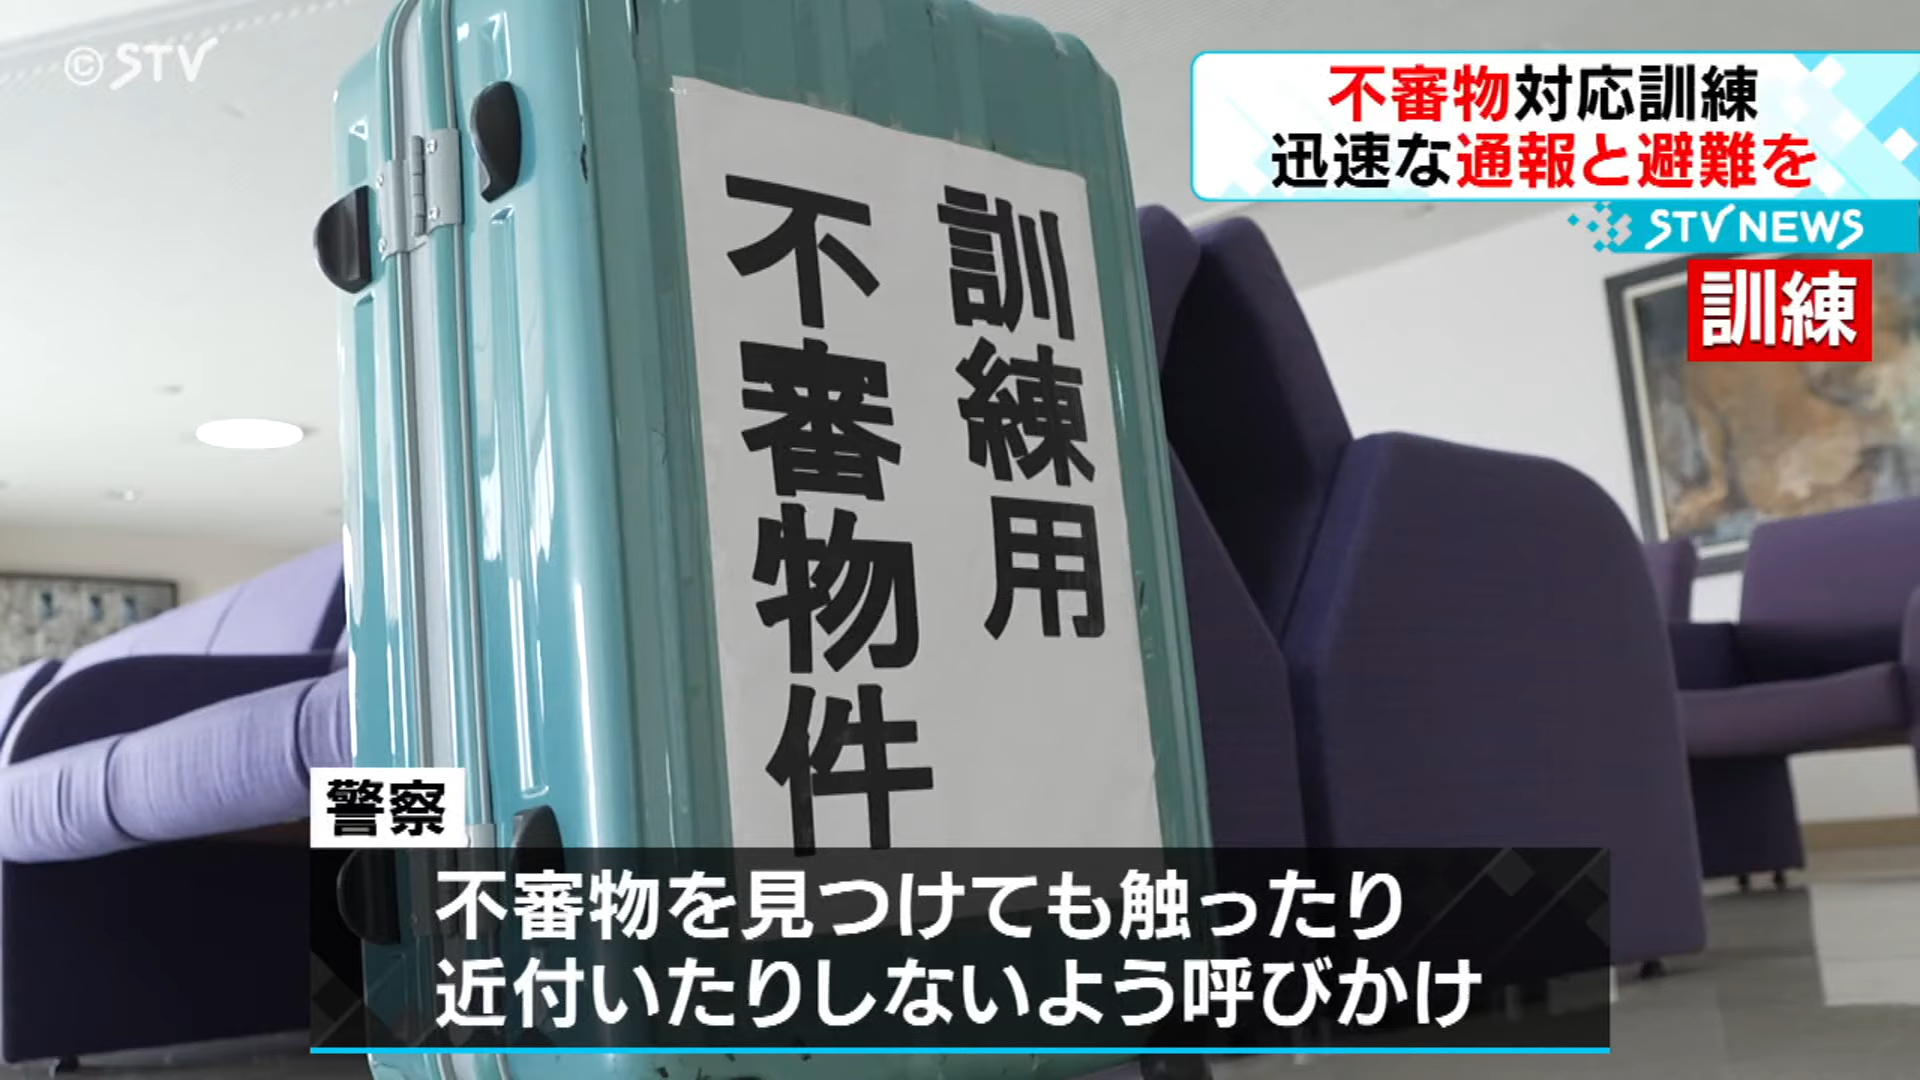 ©STV
不審物対応訓練
迅速な通報と避難を
STV NEWS
訓練
訓練用
不審物件
警察
不審物を見つけても触ったり
近付いたりしないよう呼びかけ